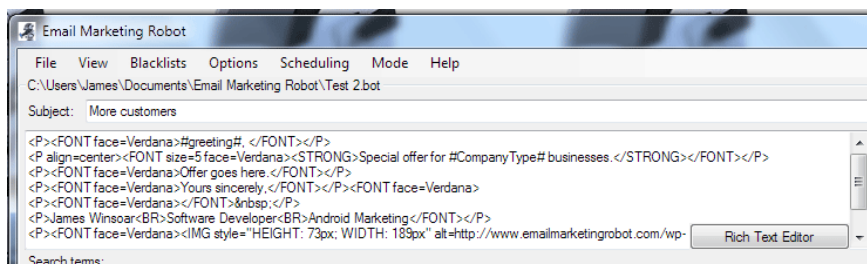 Email Marketing Robot
File View Blacklists Options Scheduling Mode Help
C:\Users\James\Documents\Email Marketing Robot\Test 2.bot
Subject: More customers
<P><FONT face=Verdana>#greeting#, </FONT></P>
<P align=center><FONT size=5 face=Verdana><STRONG>Special offer for #CompanyType# businesses.</STRONG></FONT></P>
<P><FONT face=Verdana>Offer goes here.</FONT></P>
<P><FONT face=Verdana>Yours sincerely,</FONT></P><FONT face=Verdana>
<P><FONT face=Verdana></FONT>&nbsp;</P>
<P>James Winsoar<BR>Software Developer<BR>Android Marketing</FONT></P>
<P><FONT face=Verdana><IMG style="HEIGHT: 73px; WIDTH: 189px" alt=http://www.emailmarketingrobot.com/wp-
Rich Text Editor
Search terms: